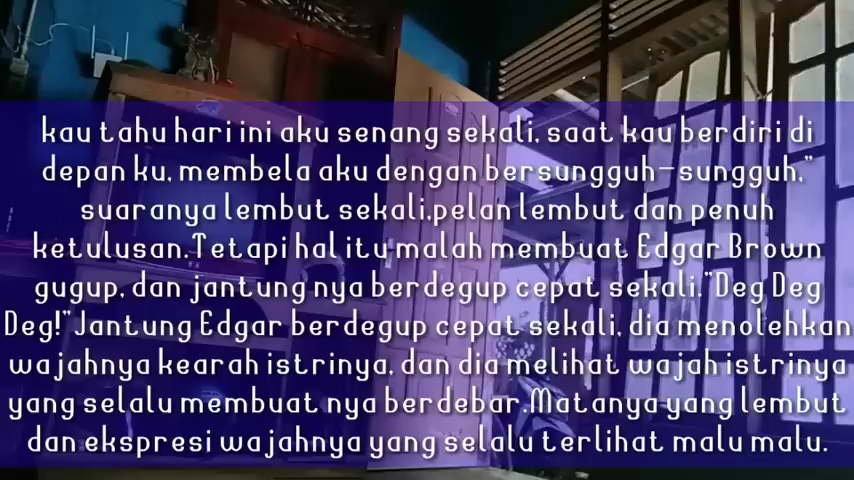 kau tahu hari ini aku senang sekali, saat kau berdiri di
depan ku, membela aku dengan bersungguh-sungguh,"
suaranya lembut sekali,pelan lembut dan penuh
ketulusan.Tetapi hal itu malah membuat Edgar Brown
gugup, dan jantung nya berdegup cepat sekali."Deg Deg
Deg!"Jantung Edgar berdegup cepat sekali, dia menolehkan
wajahnya kearah istrinya, dan dia melihat wajah istrinya
yang selalu membuat nya berdebar.Matanya yang lembut
dan ekspresi wajahnya yang selalu terlihat malu malu.